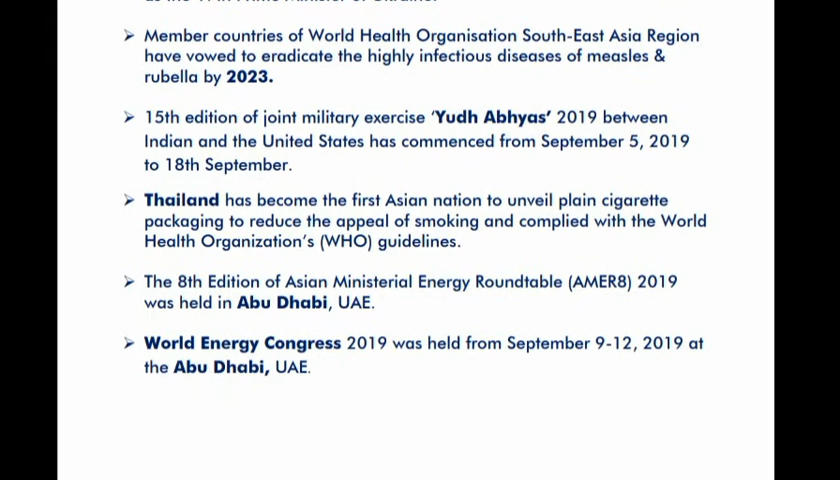 ➢ Member countries of World Health Organisation South-East Asia Region
have vowed to eradicate the highly infectious diseases of measles &
rubella by 2023.
➢ 15th edition of joint military exercise ‘Yudh Abhyas’ 2019 between
Indian and the United States has commenced from September 5, 2019
to 18th September.
➢ Thailand has become the first Asian nation to unveil plain cigarette
packaging to reduce the appeal of smoking and complied with the World
Health Organization’s (WHO) guidelines.
➢ The 8th Edition of Asian Ministerial Energy Roundtable (AMER8) 2019
was held in Abu Dhabi, UAE.
➢ World Energy Congress 2019 was held from September 9-12, 2019 at
the Abu Dhabi, UAE.